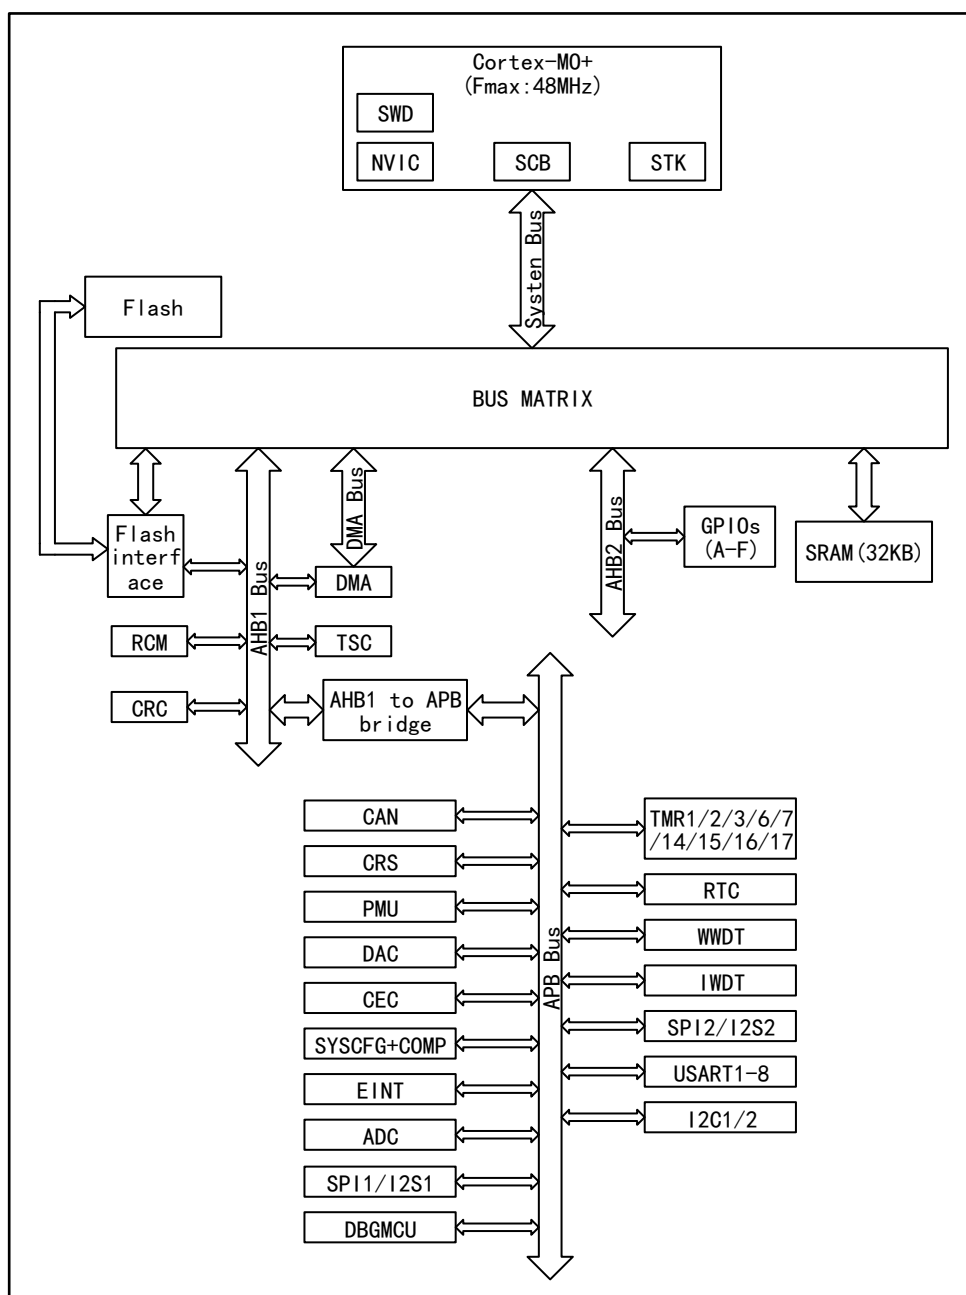 Cortex-M0+
(Fmax:48MHz)
SWD
NVIC
SCB
STK
Systen Bus
Flash
BUS MATRIX
DMA Bus
AHB1 Bus
AHB2 Bus
Flash
interf
ace
GPIOs
(A-F)
SRAM(32KB)
DMA
RCM
TSC
CRC
AHB1 to APB
bridge
APB Bus
CAN
TMR1/2/3/6/7
/14/15/16/17
CRS
RTC
PMU
WWDT
DAC
IWDT
CEC
SPI2/I2S2
SYSCFG+COMP
USART1-8
EINT
I2C1/2
ADC
SPI1/I2S1
DBGMCU